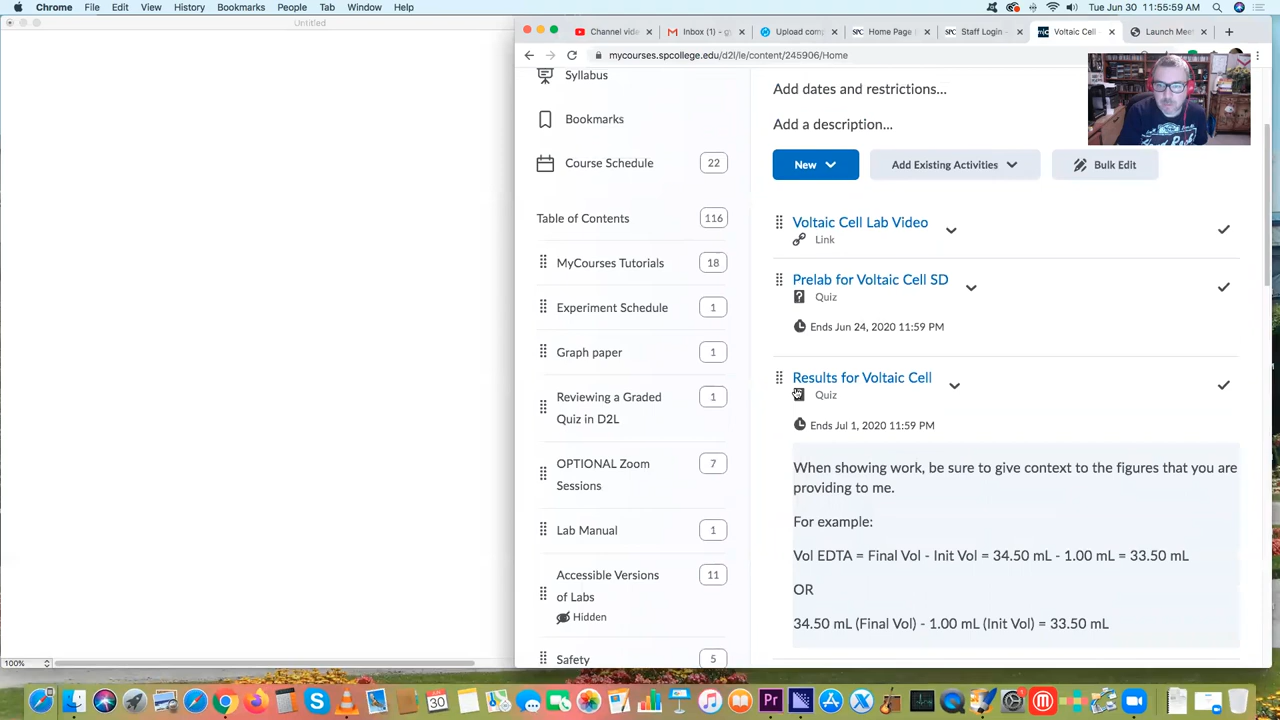 Chrome File Edit View History Bookmarks People Tab Window Help
Tue Jun 30 11:55:59 AM
Untitled
Channel vide
Inbox (1) - g
Upload comp
SPC Home Page |
SPC Staff Login -
Voltaic Cell -
Launch Meet
mycourses.spcollege.edu/d2l/le/content/245906/Home
Syllabus
Bookmarks
Course Schedule 22
Table of Contents 116
MyCourses Tutorials 18
Experiment Schedule 1
Graph paper 1
Reviewing a Graded 1
Quiz in D2L
OPTIONAL Zoom 7
Sessions
Lab Manual 1
Accessible Versions 11
of Labs
Hidden
Safety 5
Add dates and restrictions...
Add a description...
New
Add Existing Activities
Bulk Edit
Voltaic Cell Lab Video
Link
Prelab for Voltaic Cell SD
Quiz
Ends Jun 24, 2020 11:59 PM
Results for Voltaic Cell
Quiz
Ends Jul 1, 2020 11:59 PM
When showing work, be sure to give context to the figures that you are
providing to me.
For example:
Vol EDTA = Final Vol - Init Vol = 34.50 mL - 1.00 mL = 33.50 mL
OR
34.50 mL (Final Vol) - 1.00 mL (Init Vol) = 33.50 mL
100%
30
Pr